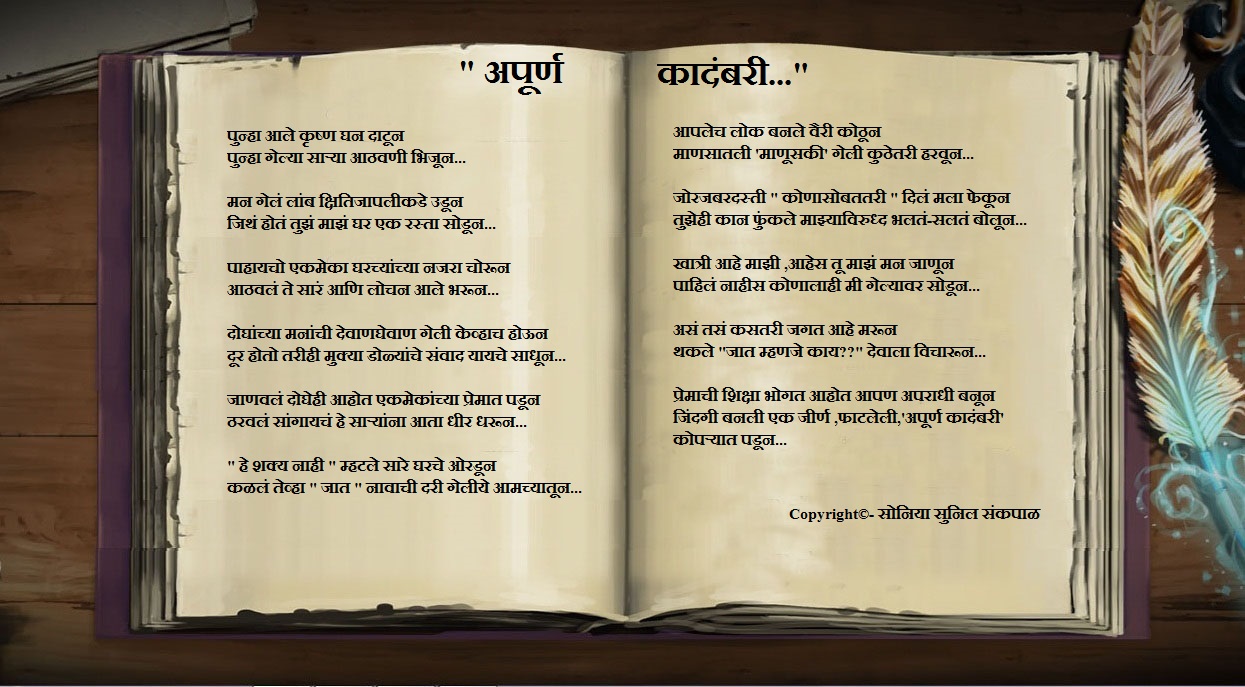 " अपूर्ण कादंबरी..."
पुन्हा आले कृष्ण घन दाटून
पुन्हा गेल्या साऱ्या आठवणी भिजून...
मन गेलं लांब क्षितिजापलीकडे उडून
जिथं होतं तुझं माझं घर एक रस्ता सोडून...
पाहायचो एकमेका घरच्यांच्या नजरा चोरून
आठवलं ते सारं आणि लोचन आले भरून...
दोघांच्या मनांची देवाणघेवाण गेली केव्हाच होऊन
दूर होतो तरीही मुक्या डोळ्यांचे संवाद यायचे साधून...
जाणवलं दोघेही आहोत एकमेकांच्या प्रेमात पडून
ठरवलं सांगायचं हे साऱ्यांना आता धीर धरून...
" हे शक्य नाही " म्हटले सारे घरचे ओरडून
कळलं तेव्हा " जात " नावाची दरी गेलीये आमच्यातून...
आपलेच लोक बनले वैरी कोठून
माणसातली 'माणूसकी' गेली कुठेतरी हरवून...
जोरजबरदस्ती " कोणासोबततरी " दिलं मला फेकून
तुझेही कान फुंकले माझ्याविरुध्द भलतं-सलतं बोलून...
खात्री आहे माझी ,आहेस तू माझं मन जाणून
पाहिलं नाहीस कोणालाही मी गेल्यावर सोडून...
असं तसं कसतरी जगत आहे मरून
थकले "जात म्हणजे काय??" देवाला विचारून...
प्रेमाची शिक्षा भोगत आहोत आपण अपराधी बनून
जिंदगी बनली एक जीर्ण ,फाटलेली,'अपूर्ण कादंबरी'
कोपऱ्यात पडून...
Copyright©- सोनिया सुनिल संकपाळ